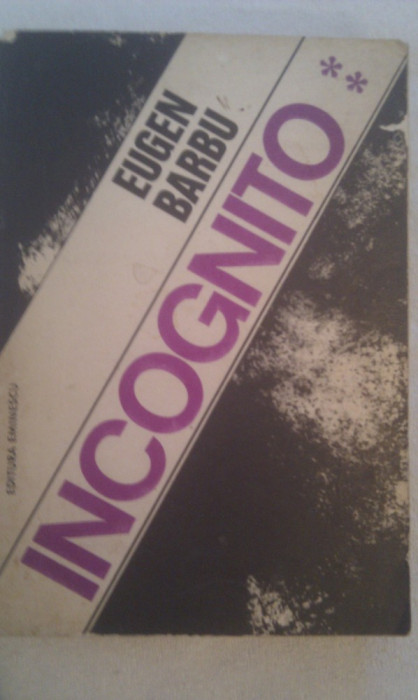 EUGEN
BARBU
INCOGNITO **
EDITURA EMINESCU